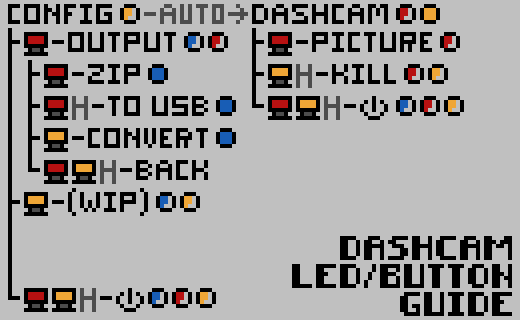 CONFIG -AUTO→DASHCAM
-OUTPUT
-ZIP
H-TO USB
-CONVERT
H-BACK
-(WIP)
H-⏻
-PICTURE
H-KILL
H-⏻
DASHCAM
LED/BUTTON
GUIDE